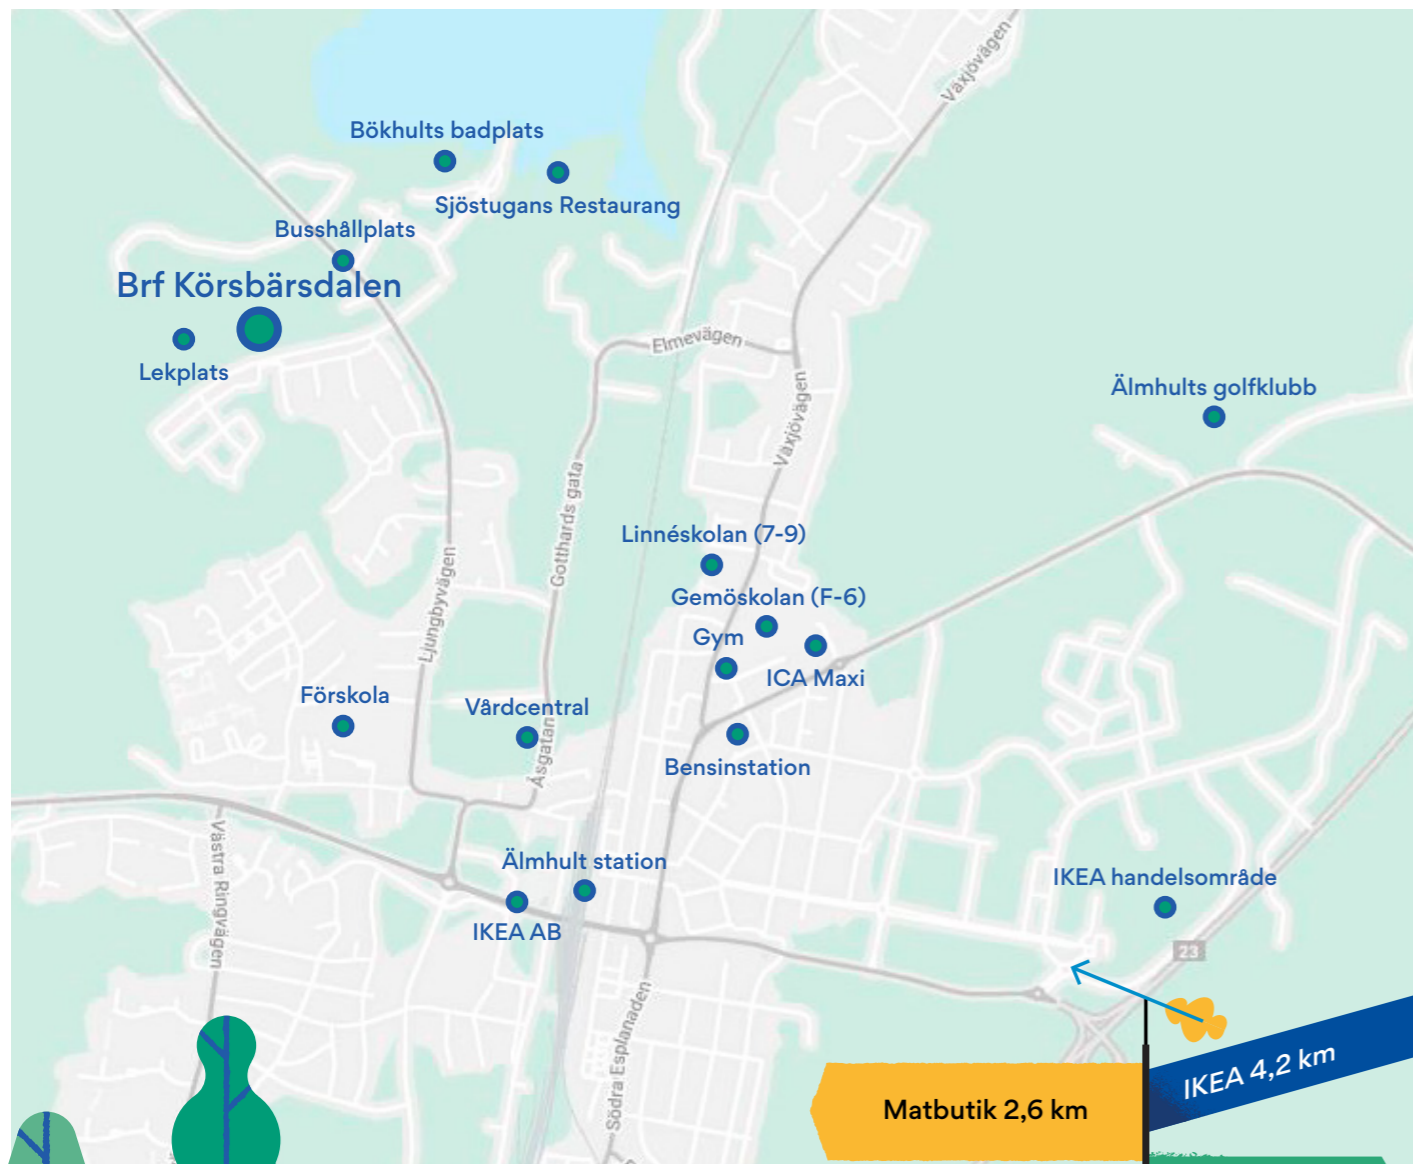 Växjövägen
Bökhults badplats
Sjöstugans Restaurang
Busshållplats
Brf Körsbärsdalen
Lekplats
Elmevägen
Växjövägen
Älmhults golfklubb
Gotthards gata
Linnéskolan (7-9)
Ljungbyvägen
Gemöskolan (F-6)
Gym
ICA Maxi
Förskola
Vårdcentral
Åsgatan
Bensinstation
Västra Ringvägen
Älmhult station
IKEA AB
IKEA handelsområde
23
Södra Esplanaden
IKEA 4,2 km
Matbutik 2,6 km